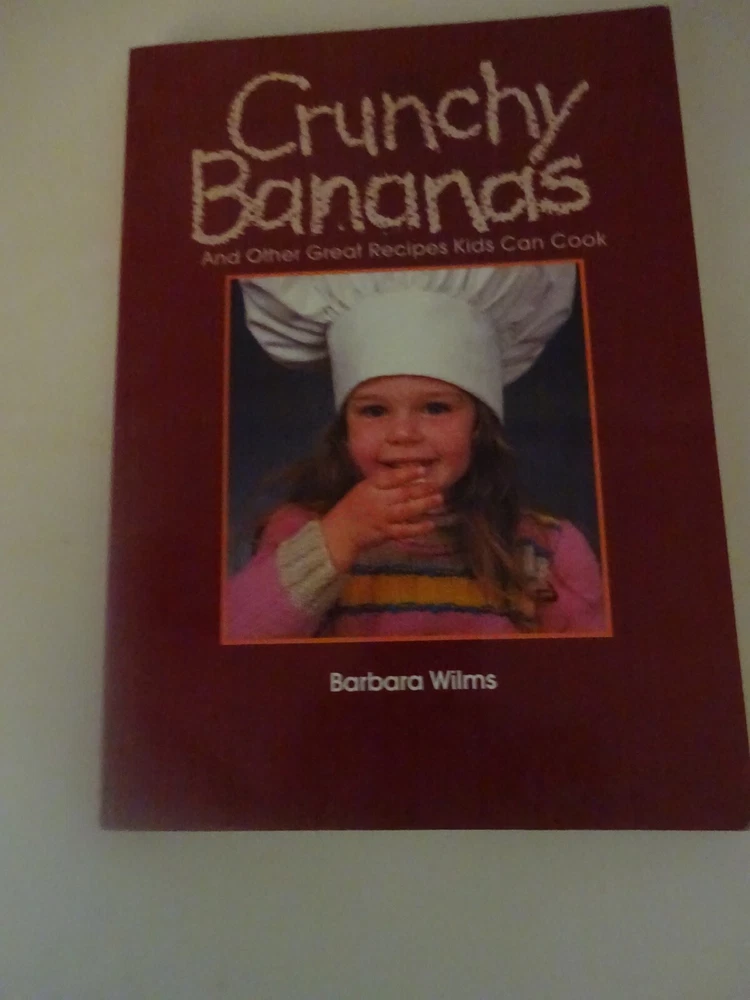 Crunchy
Bananas
And Other Great Recipes Kids Can Cook
Barbara Wilms